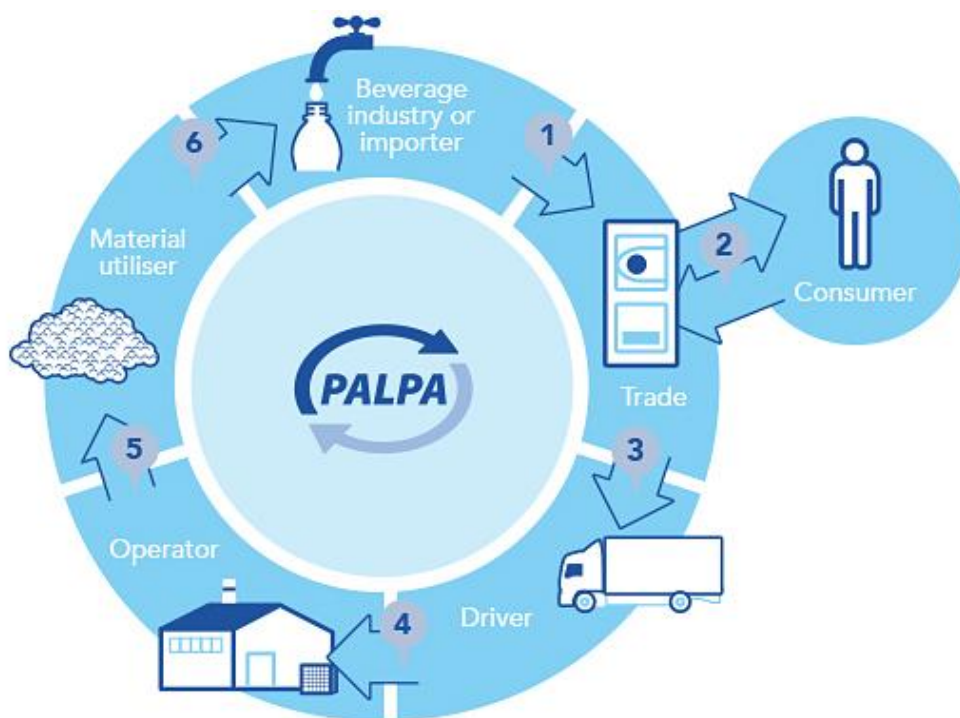 Beverage
industry or
importer
1
2
Consumer
Trade
3
Driver
4
Operator
5
Material
utiliser
6
PALPA